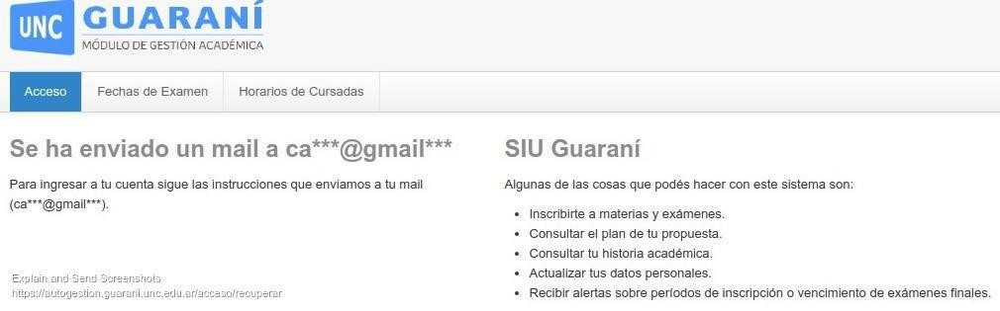 UNC GUARANÍ
MÓDULO DE GESTIÓN ACADÉMICA
Acceso Fechas de Examen Horarios de Cursadas
Se ha enviado un mail a ca***@gmail***
Para ingresar a tu cuenta sigue las instrucciones que enviamos a tu mail
(ca***@gmail***).
SIU Guaraní
Algunas de las cosas que podés hacer con este sistema son:
• Inscribirte a materias y exámenes.
• Consultar el plan de tu propuesta.
• Consultar tu historia académica.
• Actualizar tus datos personales.
• Recibir alertas sobre períodos de inscripción o vencimiento de exámenes finales.
Explain and Send Screenshots
https://autogestion.guarani.unc.edu.ar/acceso/recuperar